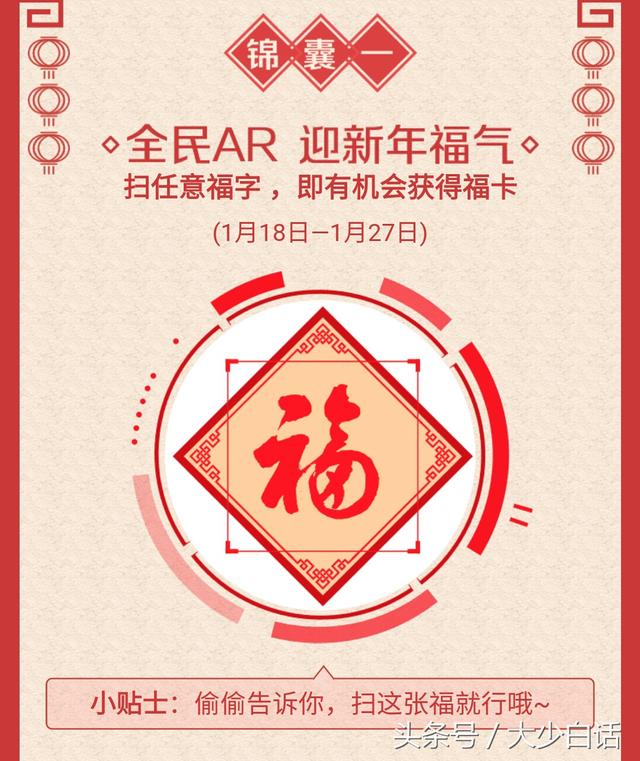 锦囊一
全民AR 迎新年福气
扫任意福字，即有机会获得福卡
(1月18日—1月27日)
福
小贴士：偷偷告诉你，扫这张福就行哦~
头条号 / 大少白话